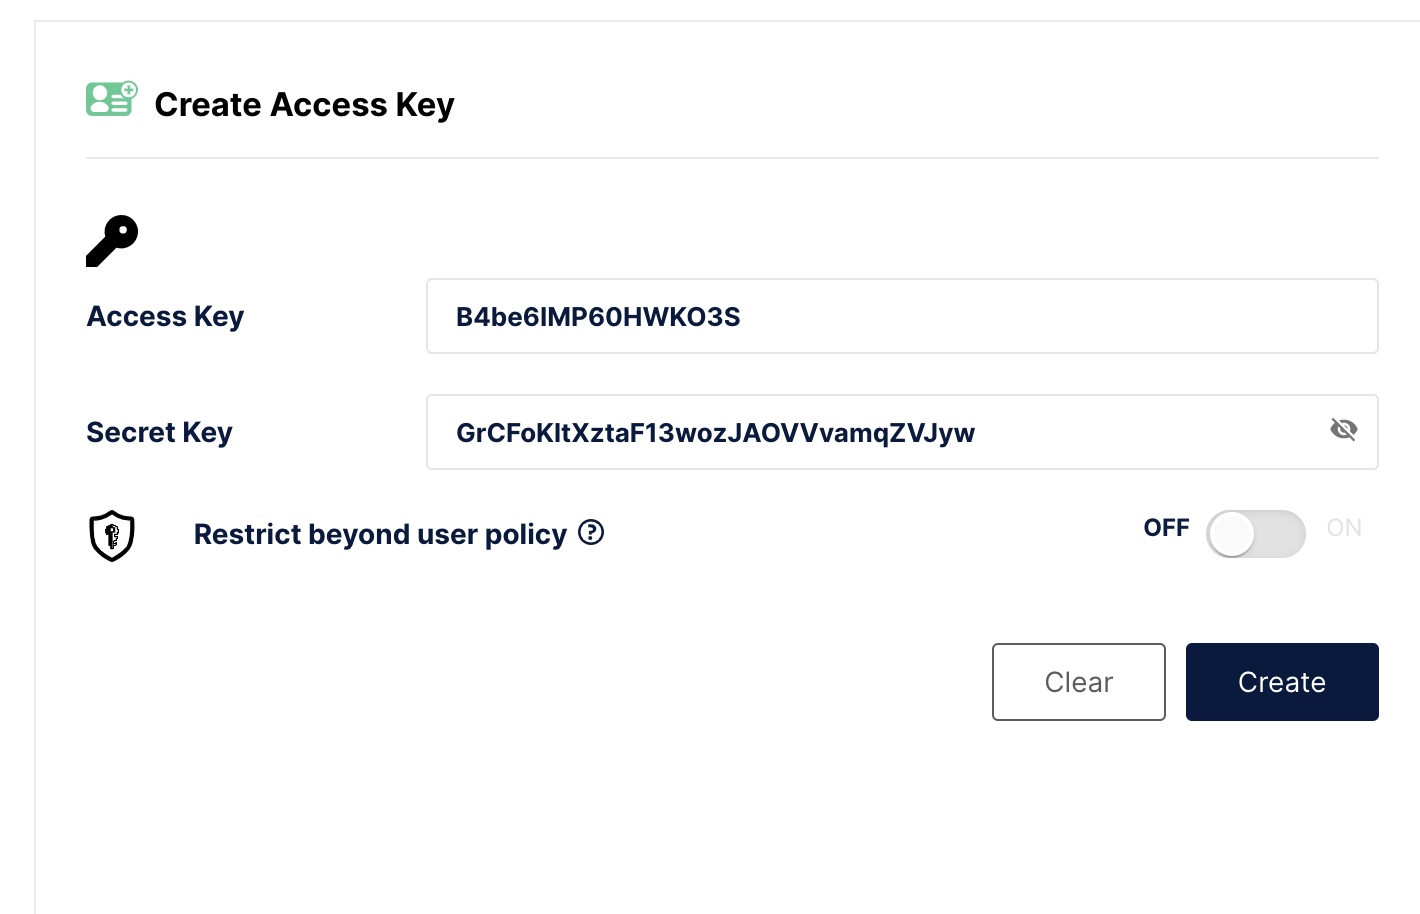 Create Access Key
Access Key
B4be6IMP60HWKO3S
Secret Key
GrCFoKItXztaF13wozJAOVVvamqZVJyw
Restrict beyond user policy
OFF
ON
Clear
Create